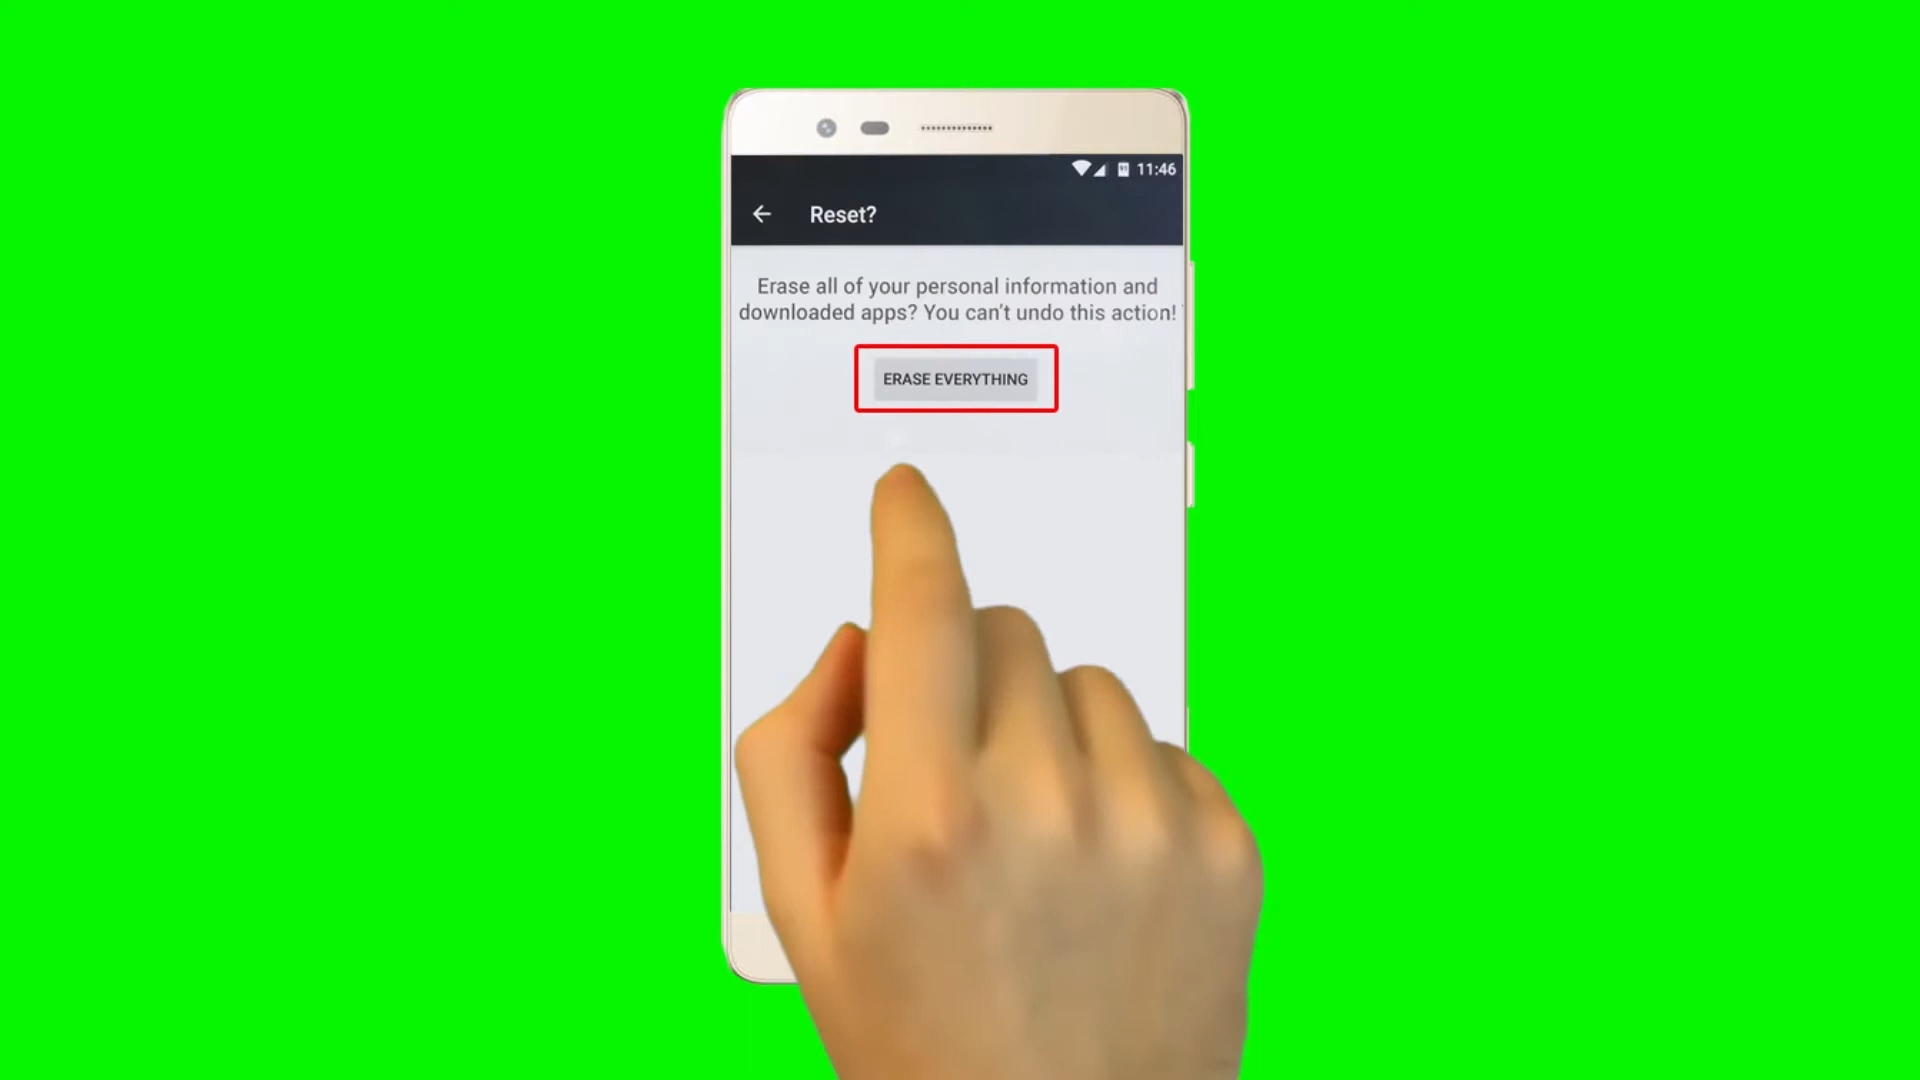 11:46
Reset?
Erase all of your personal information and
downloaded apps? You can't undo this action!
ERASE EVERYTHING